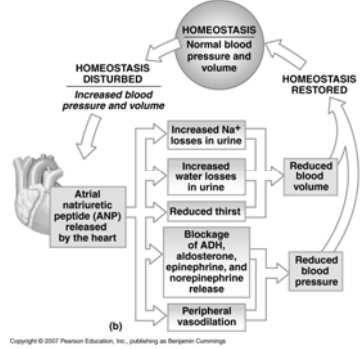 HOMEOSTASIS
Normal blood
pressure and
volume
HOMEOSTASIS
DISTURBED
Increased blood
pressure and volume
HOMEOSTASIS
RESTORED
Atrial
natriuretic
peptide (ANP)
released
by the heart
Increased Na+
losses in urine
Increased
water losses
in urine
Reduced thirst
Blockage
of ADH,
aldosterone,
epinephrine, and
norepinephrine
release
Peripheral
vasodilation
Reduced
blood
volume
Reduced
blood
pressure
(b)
Copyright © 2007 Pearson Education, Inc., publishing as Benjamin Cummings